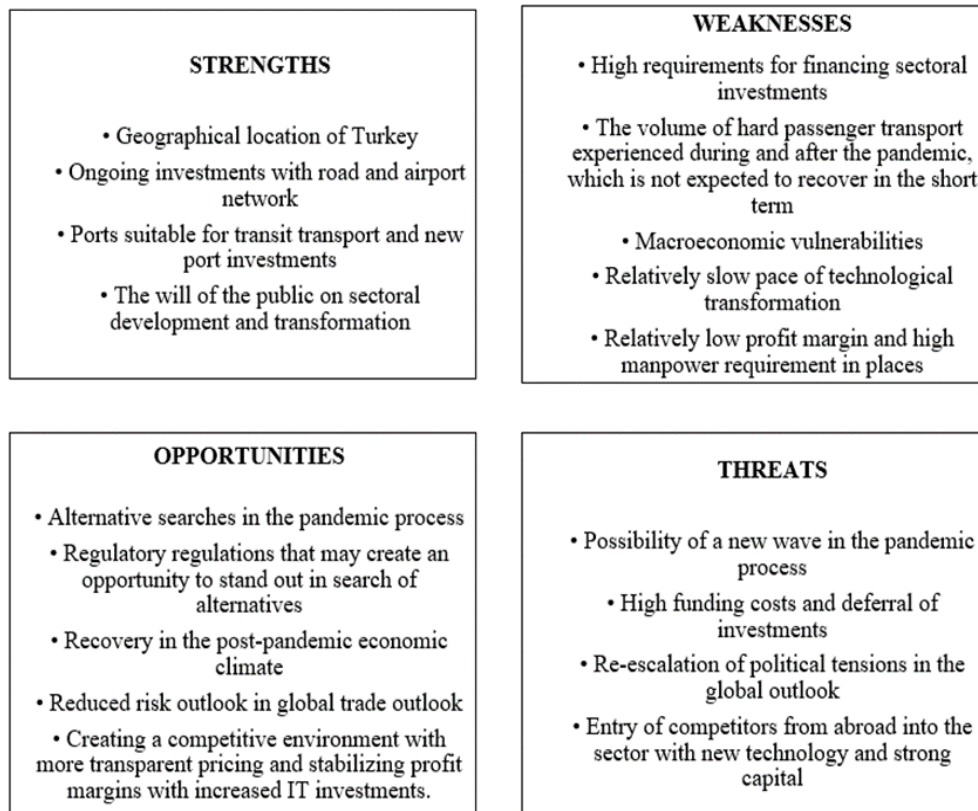 STRENGTHS
• Geographical location of Turkey
• Ongoing investments with road and airport
network
• Ports suitable for transit transport and new
port investments
• The will of the public on sectoral
development and transformation
WEAKNESSES
• High requirements for financing sectoral
investments
• The volume of hard passenger transport
experienced during and after the pandemic,
which is not expected to recover in the short
term
• Macroeconomic vulnerabilities
• Relatively slow pace of technological
transformation
• Relatively low profit margin and high
manpower requirement in places
OPPORTUNITIES
• Alternative searches in the pandemic process
• Regulatory regulations that may create an
opportunity to stand out in search of
alternatives
• Recovery in the post-pandemic economic
climate
• Reduced risk outlook in global trade outlook
• Creating a competitive environment with
more transparent pricing and stabilizing profit
margins with increased IT investments.
THREATS
• Possibility of a new wave in the pandemic
process
• High funding costs and deferral of
investments
• Re-escalation of political tensions in the
global outlook
• Entry of competitors from abroad into the
sector with new technology and strong
capital